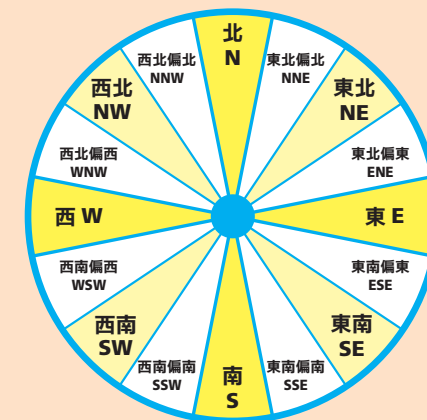 北
N
西北偏北
NNW
東北偏北
NNE
西北
NW
東北
NE
西北偏西
WNW
東北偏東
ENE
西 W
東 E
西南偏西
WSW
東南偏東
ESE
西南
SW
東南
SE
西南偏南
SSW
東南偏南
SSE
南
S